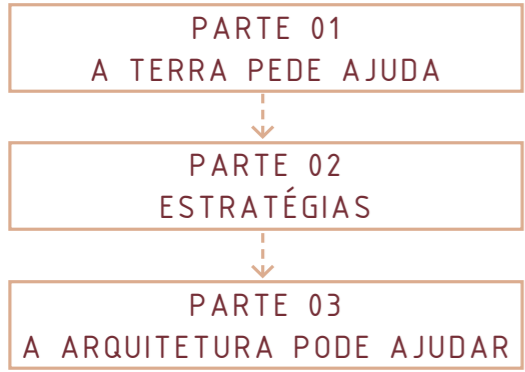 PARTE 01
A TERRA PEDE AJUDA
PARTE 02
ESTRATÉGIAS
PARTE 03
A ARQUITETURA PODE AJUDAR